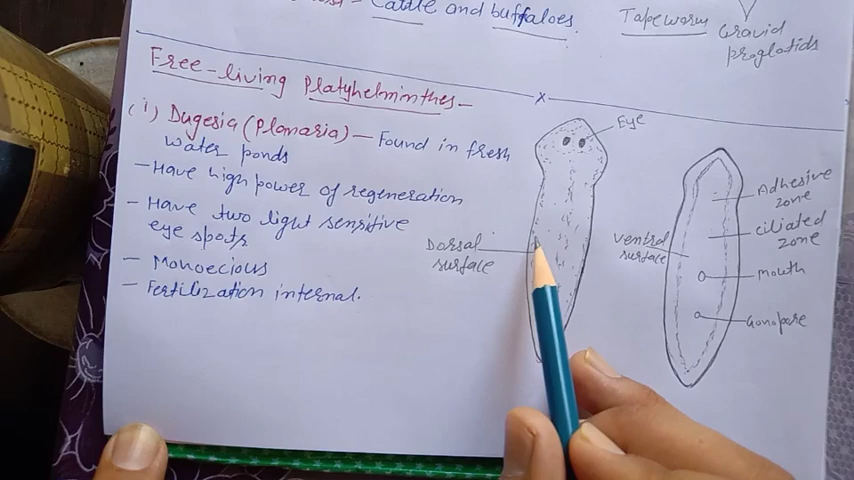 Cattle and buffaloes.
Tapeworm
Gravid
proglotids
Free-living Platyhelminthes-
x
(i) Dugesia (Planaria) - Found in fresh
water ponds
- Have high power of regeneration
- Have two light sensitive
eye spots
- Monoecious
- Fertilization internal.
Eye
Dorsal
surface
Ventral
surface
Adhesive
zone
ciliated
zone
mouth
Gonopore